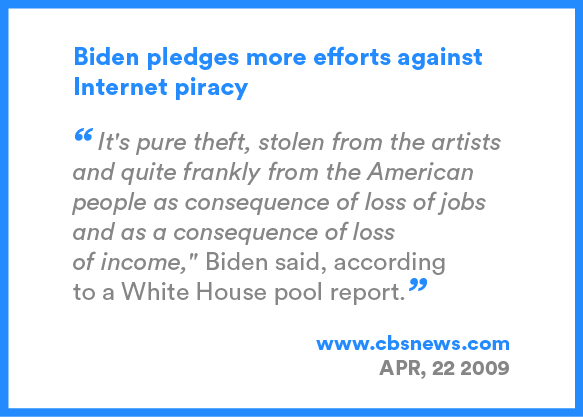 Biden pledges more efforts against
Internet piracy
“ It's pure theft, stolen from the artists
and quite frankly from the American
people as consequence of loss of jobs
and as a consequence of loss
of income," Biden said, according
to a White House pool report.”
www.cbsnews.com
APR, 22 2009